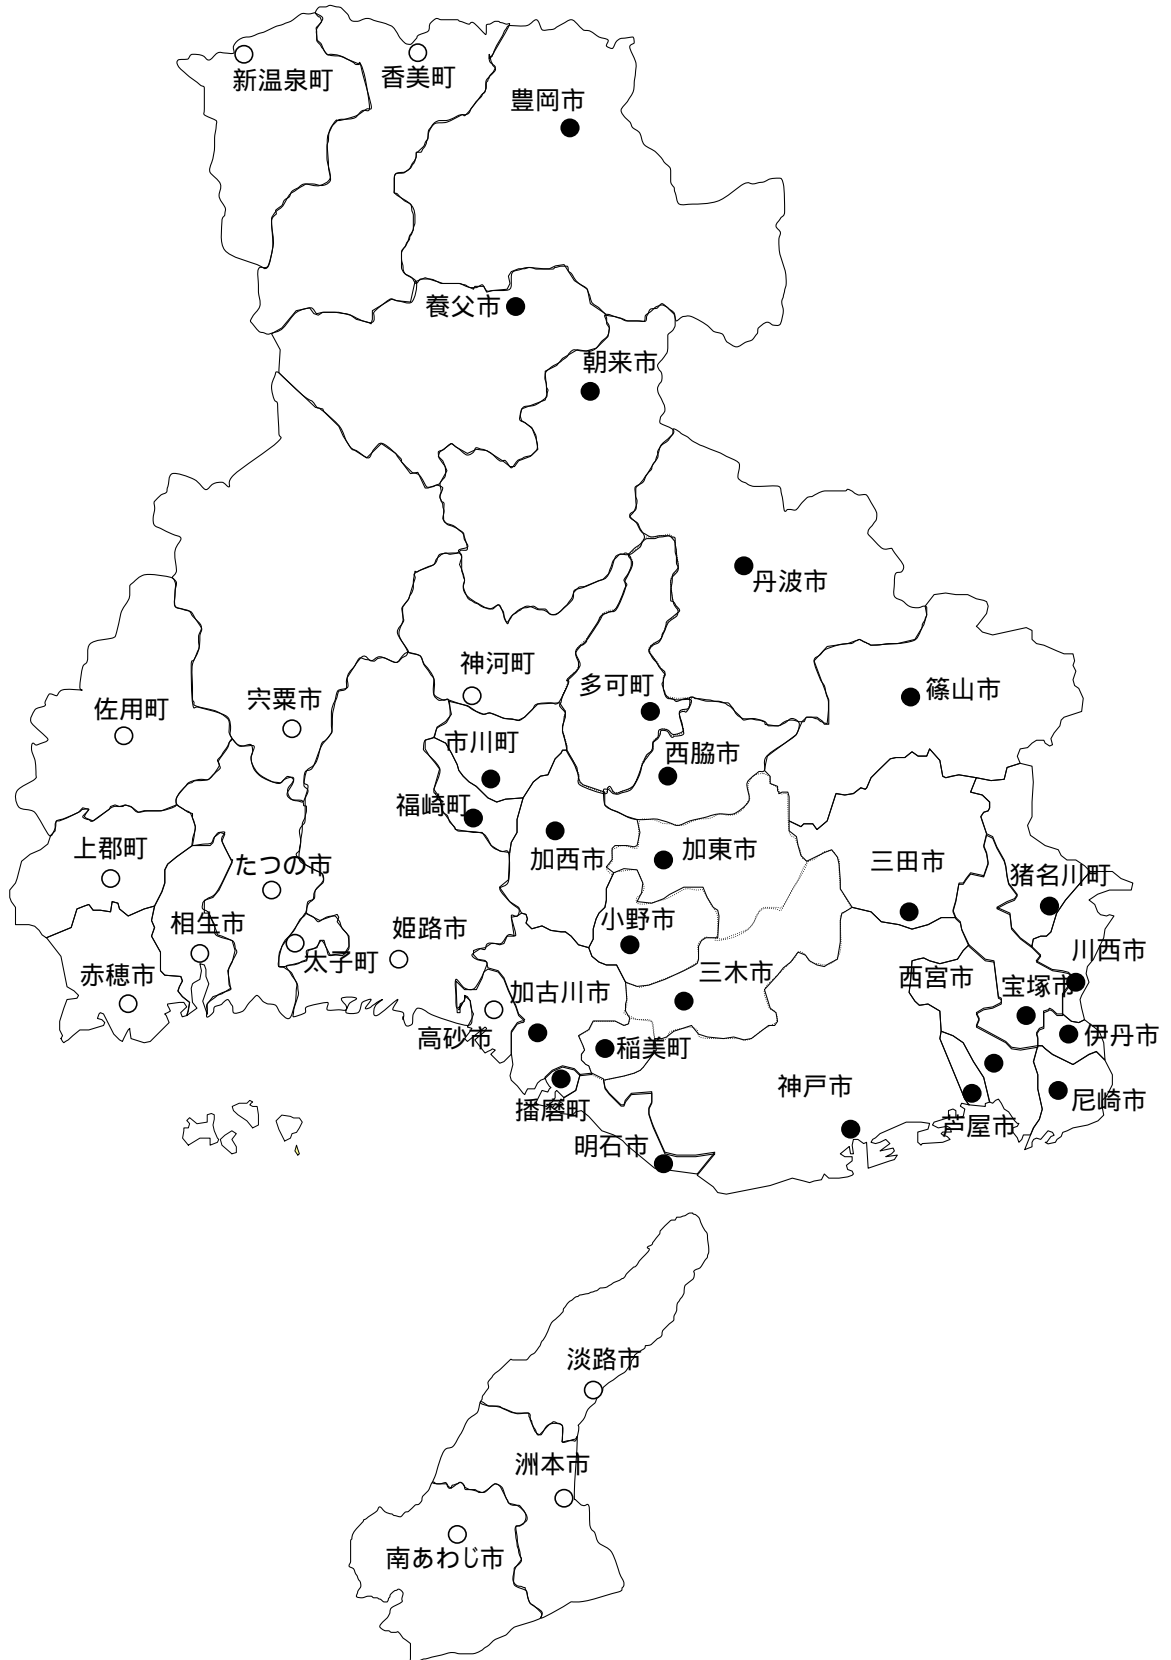 新温泉町
香美町
豊岡市
養父市
朝来市
丹波市
神河町
多可町
篠山市
宍粟市
佐用町
市川町
西脇市
福崎町
上郡町
加西市
加東市
三田市
たつの市
猪名川町
相生市
姫路市
小野市
川西市
太子町
赤穂市
三木市
西宮市
宝塚市
加古川市
高砂市
稲美町
伊丹市
神戸市
播磨町
尼崎市
芦屋市
明石市
淡路市
洲本市
南あわじ市